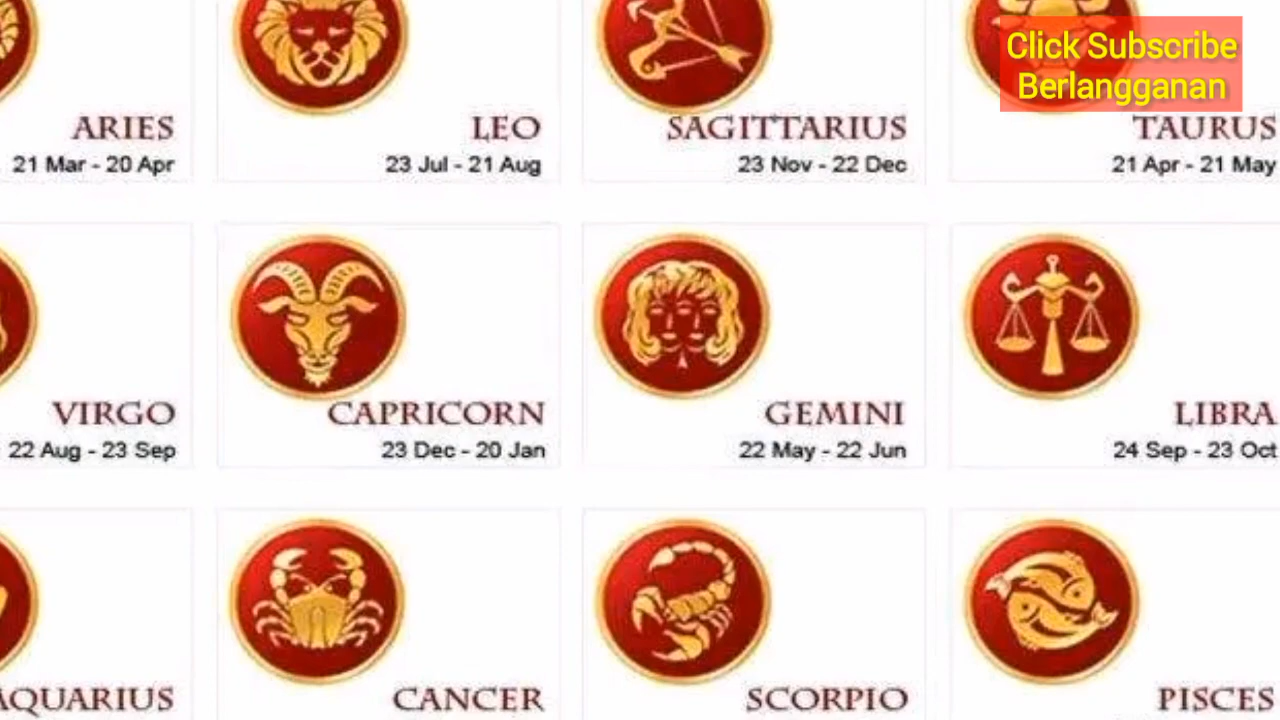 Click Subscribe
Berlangganan
ARIES
21 Mar - 20 Apr
LEO
23 Jul - 21 Aug
SAGITTARIUS
23 Nov - 22 Dec
TAURUS
21 Apr - 21 May
VIRGO
22 Aug - 23 Sep
CAPRICORN
23 Dec - 20 Jan
GEMINI
22 May - 22 Jun
LIBRA
24 Sep - 23 Oct
AQUARIUS
CANCER
SCORPIO
PISCES